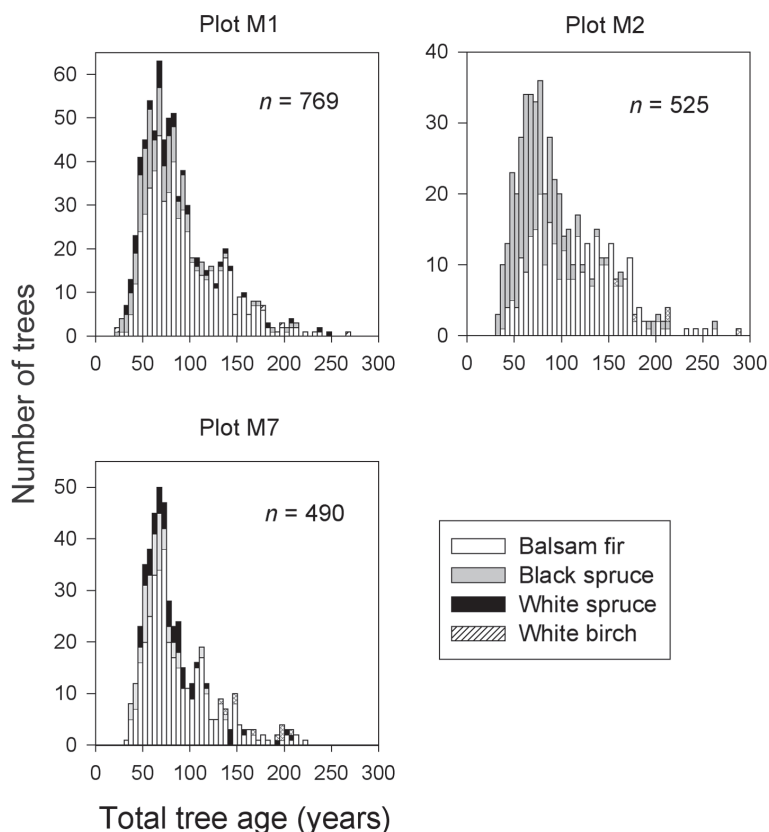 Plot M1
60
50
40
30
20
10
0
n = 769
0 50 100 150 200 250 300
Plot M2
40
30
20
10
0
n = 525
0 50 100 150 200 250 300
Number of trees
Plot M7
50
40
30
20
10
0
n = 490
0 50 100 150 200 250 300
Total tree age (years)
Balsam fir
Black spruce
White spruce
White birch